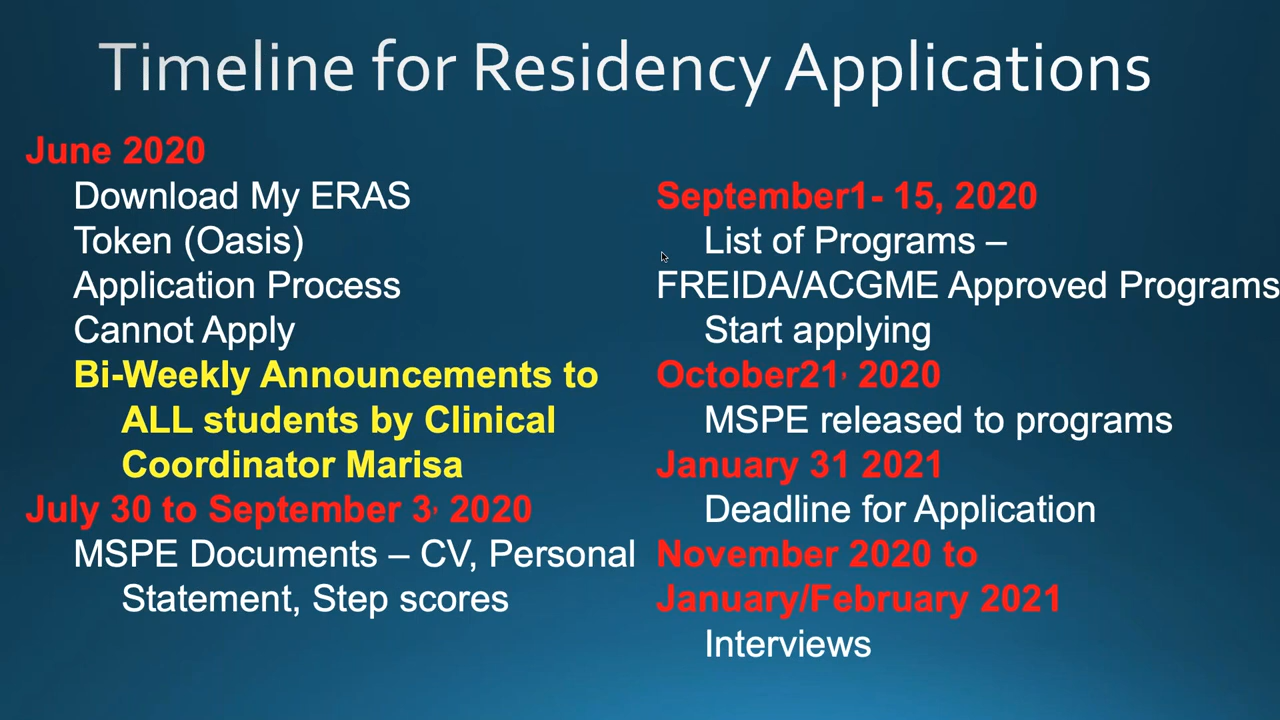 Timeline for Residency Applications
June 2020
Download My ERAS
Token (Oasis)
Application Process
Cannot Apply
Bi-Weekly Announcements to
ALL students by Clinical
Coordinator Marisa
July 30 to September 3, 2020
MSPE Documents – CV, Personal
Statement, Step scores
September1- 15, 2020
List of Programs –
FREIDA/ACGME Approved Programs
Start applying
October21, 2020
MSPE released to programs
January 31 2021
Deadline for Application
November 2020 to
January/February 2021
Interviews